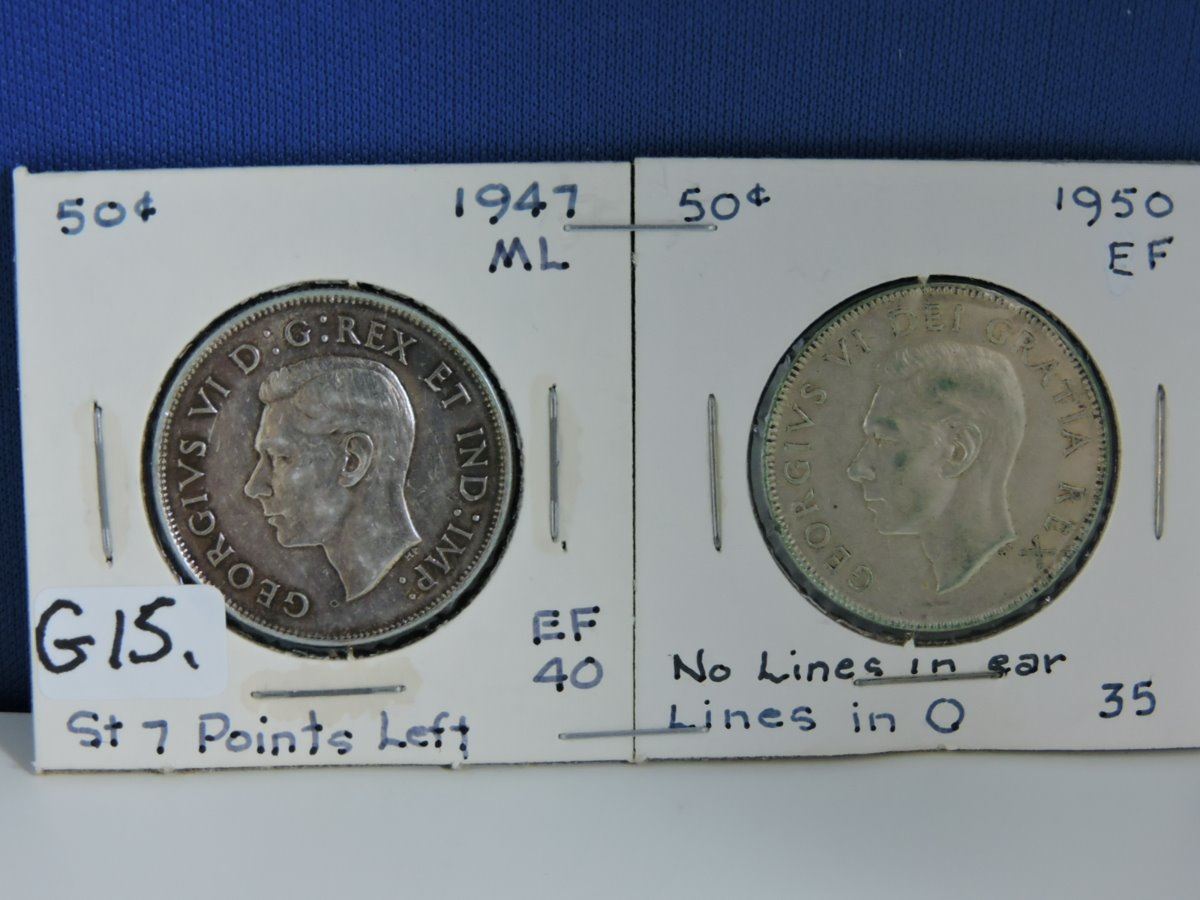 50¢ 1947
ML
GEORGIVS VI D:G:REX ET IND:IMP:
EF
40
G15.
St 7 Points Left
50¢ 1950
EF
GEORGIVS VI DEI GRATIA REX
No Lines in ear
Lines in O 35